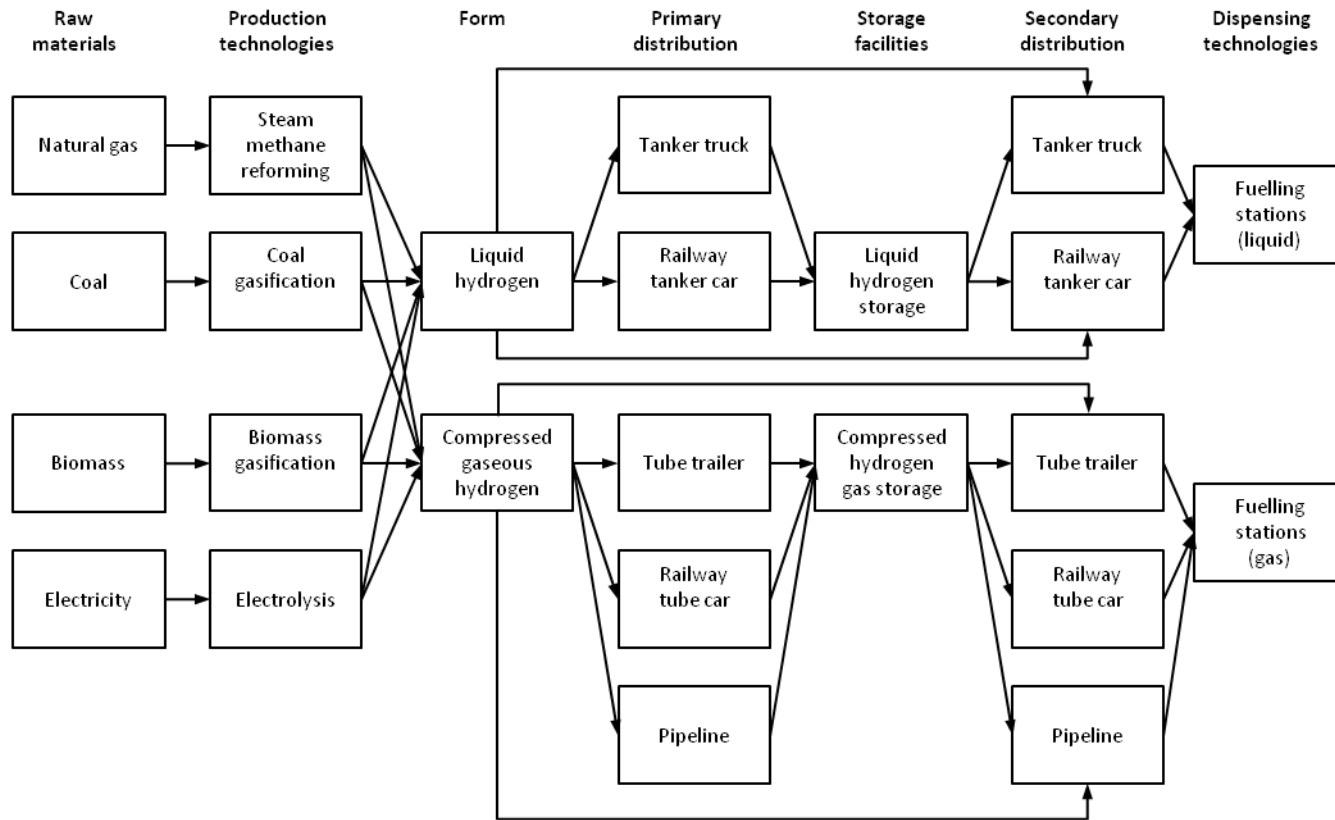 Raw
materials
Production
technologies
Form
Primary
distribution
Storage
facilities
Secondary
distribution
Dispensing
technologies
Natural gas
Steam
methane
reforming
Tanker truck
Tanker truck
Fuelling
stations
(liquid)
Coal
Coal
gasification
Liquid
hydrogen
Railway
tanker car
Liquid
hydrogen
storage
Railway
tanker car
Biomass
Biomass
gasification
Compressed
gaseous
hydrogen
Tube trailer
Compressed
hydrogen
gas storage
Tube trailer
Fuelling
stations
(gas)
Electricity
Electrolysis
Railway
tube car
Railway
tube car
Pipeline
Pipeline